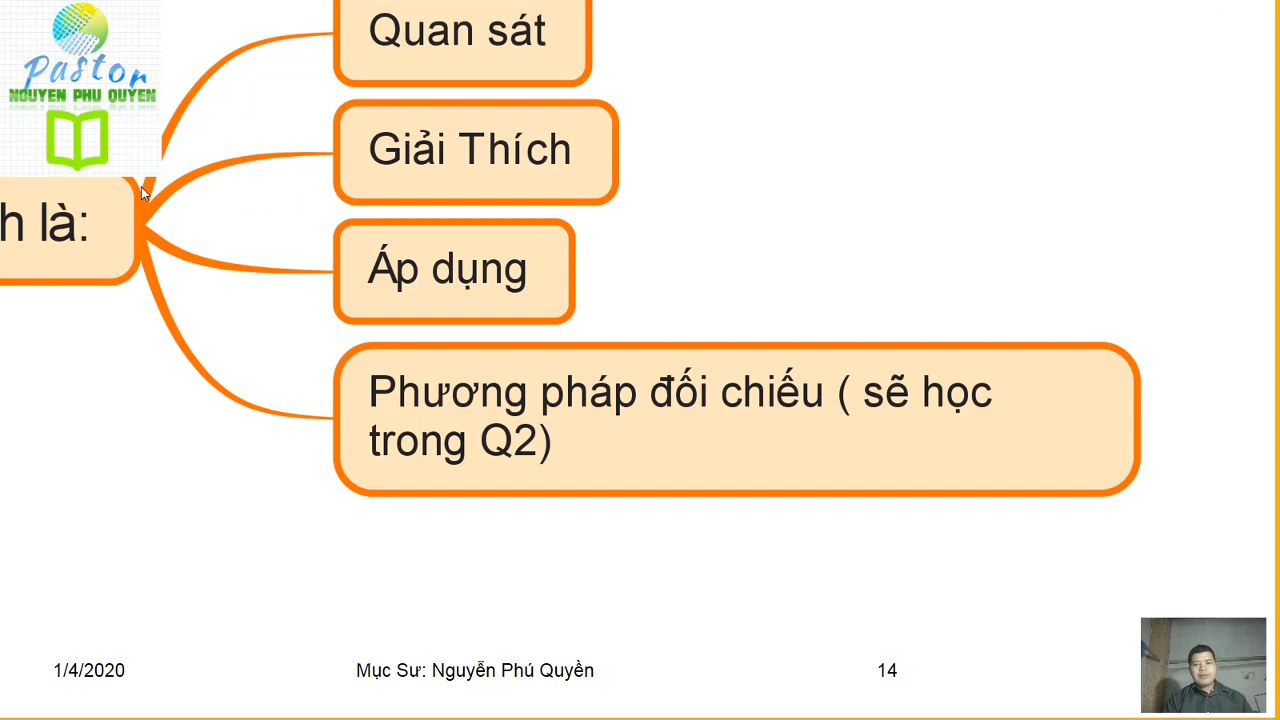 Pastor
NGUYEN PHU QUYEN
h là:
Quan sát
Giải Thích
Áp dụng
Phương pháp đối chiếu ( sẽ học
trong Q2)
1/4/2020
Mục Sư: Nguyễn Phú Quyền
14